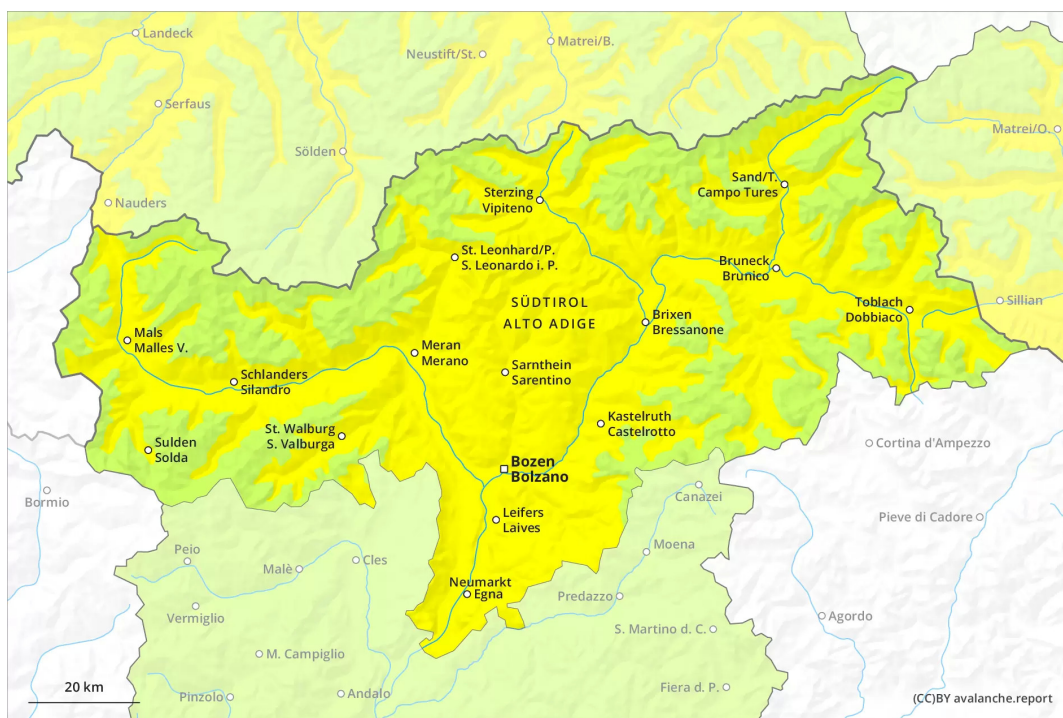 Landeck
Matrei/B.
Neustift/St.
Serfaus
Matrei/O.
Sölden
Sand/T.
Campo Tures
Sterzing
Vipiteno
Nauders
St. Leonhard/P.
S. Leonardo i. P.
Bruneck
Brunico
SÜDTIROL
ALTO ADIGE
Toblach
Dobbiaco
Sillian
Brixen
Bressanone
Mals
Malles V.
Meran
Merano
Sarnthein
Sarentino
Schlanders
Silandro
Kastelruth
Castelrotto
St. Walburg
S. Valburga
Sulden
Solda
Cortina d'Ampezzo
Bozen
Bolzano
Bormio
Canazei
Leifers
Laives
Pieve di Cadore
Peio
Moena
Cles
Malè
Neumarkt
Egna
Predazzo
Vermiglio
Agordo
S. Martino d. C.
M. Campiglio
20 km
Fiera d. P.
Pinzolo
Andalo
(CC)BY avalanche.report